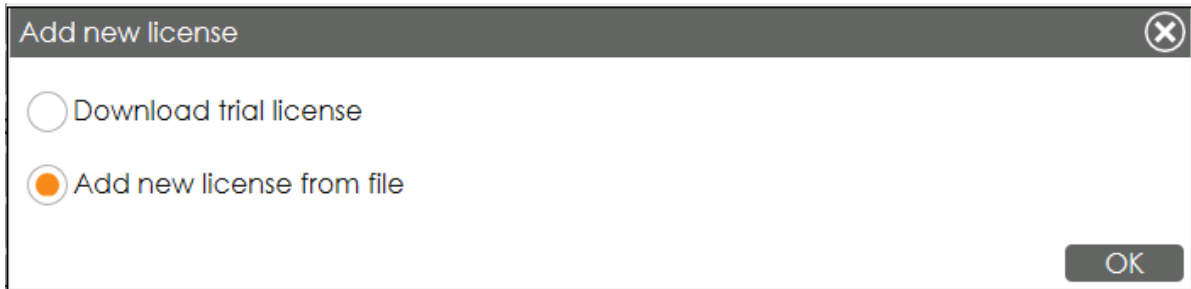 Add new license
Download trial license
Add new license from file
OK